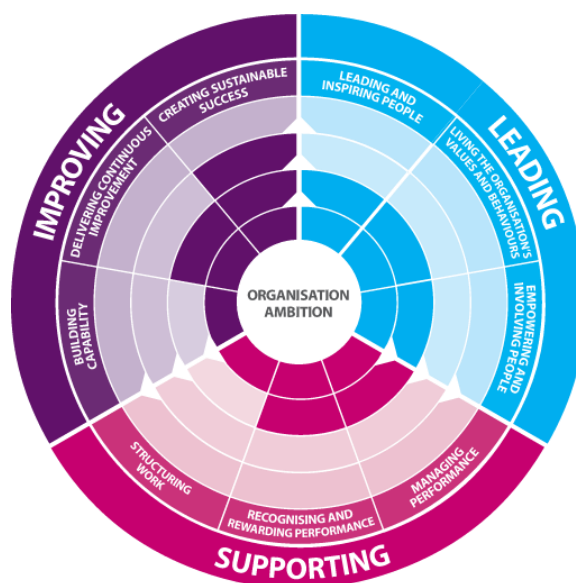 IMPROVING
CREATING SUSTAINABLE
SUCCESS
DELIVERING CONTINUOUS
IMPROVEMENT
BUILDING
CAPABILITY
LEADING
LEADING AND
INSPIRING PEOPLE
LIVING THE ORGANISATION'S
VALUES AND BEHAVIOURS
EMPOWERING AND
INVOLVING PEOPLE
ORGANISATION
AMBITION
STRUCTURING
WORK
RECOGNISING AND
REWARDING PERFORMANCE
MANAGING
PERFORMANCE
SUPPORTING